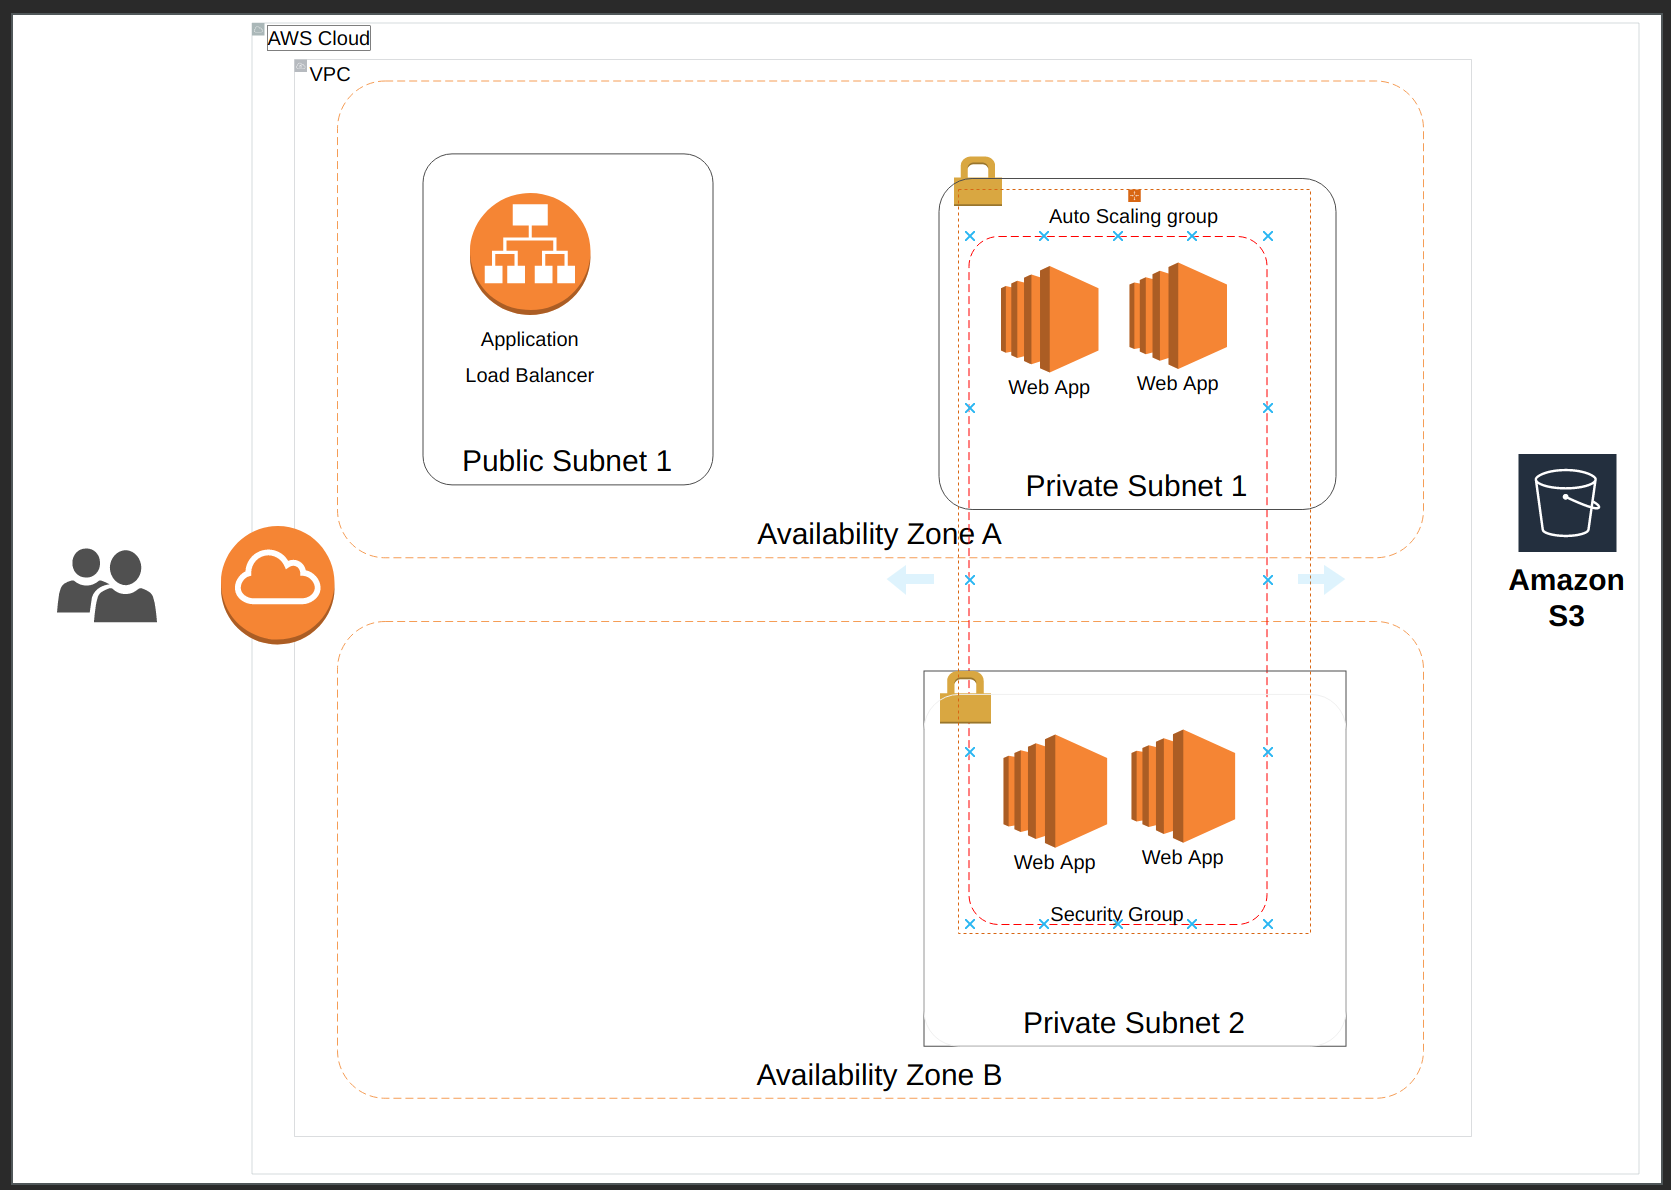 AWS Cloud
VPC
Auto Scaling group
Application
Load Balancer
Web App
Web App
Public Subnet 1
Private Subnet 1
Availability Zone A
Amazon
S3
Web App
Web App
Security Group
Private Subnet 2
Availability Zone B